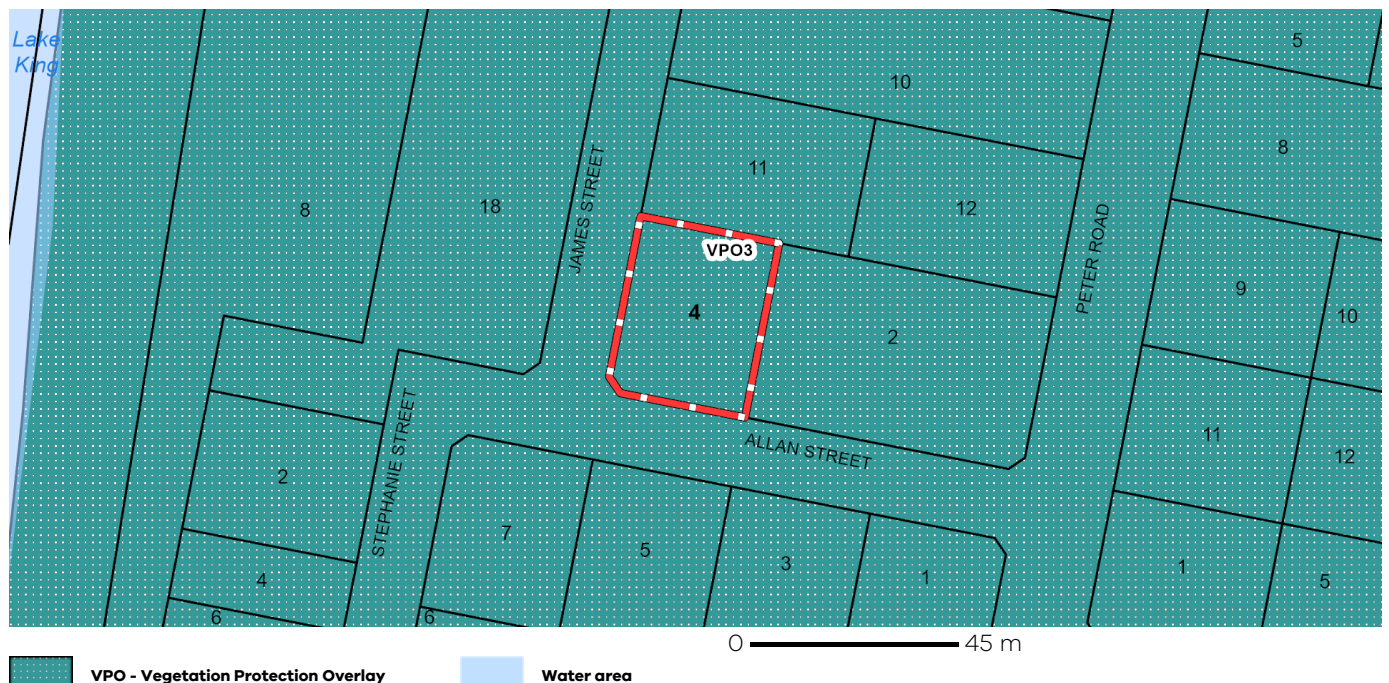 Lake
King
5
10
8
11
12
8
18
JAMES STREET
PETER ROAD
VPO3
9
10
4
2
STEPHANIE STREET
ALLAN STREET
11
12
2
7
5
3
1
1
5
4
6
6
0 45 m
VPO - Vegetation Protection Overlay
Water area